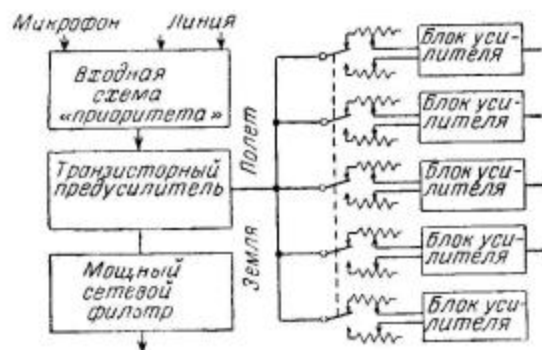 Микрофон
Линия
Входная
схема
«приоритета»
Транзисторный
предусилитель
Мощный
сетевой
фильтр
Полет
Земля
Блок уси-
лителя
Блок уси-
лителя
Блок уси-
лителя
Блок уси-
лителя
Блок уси-
лителя